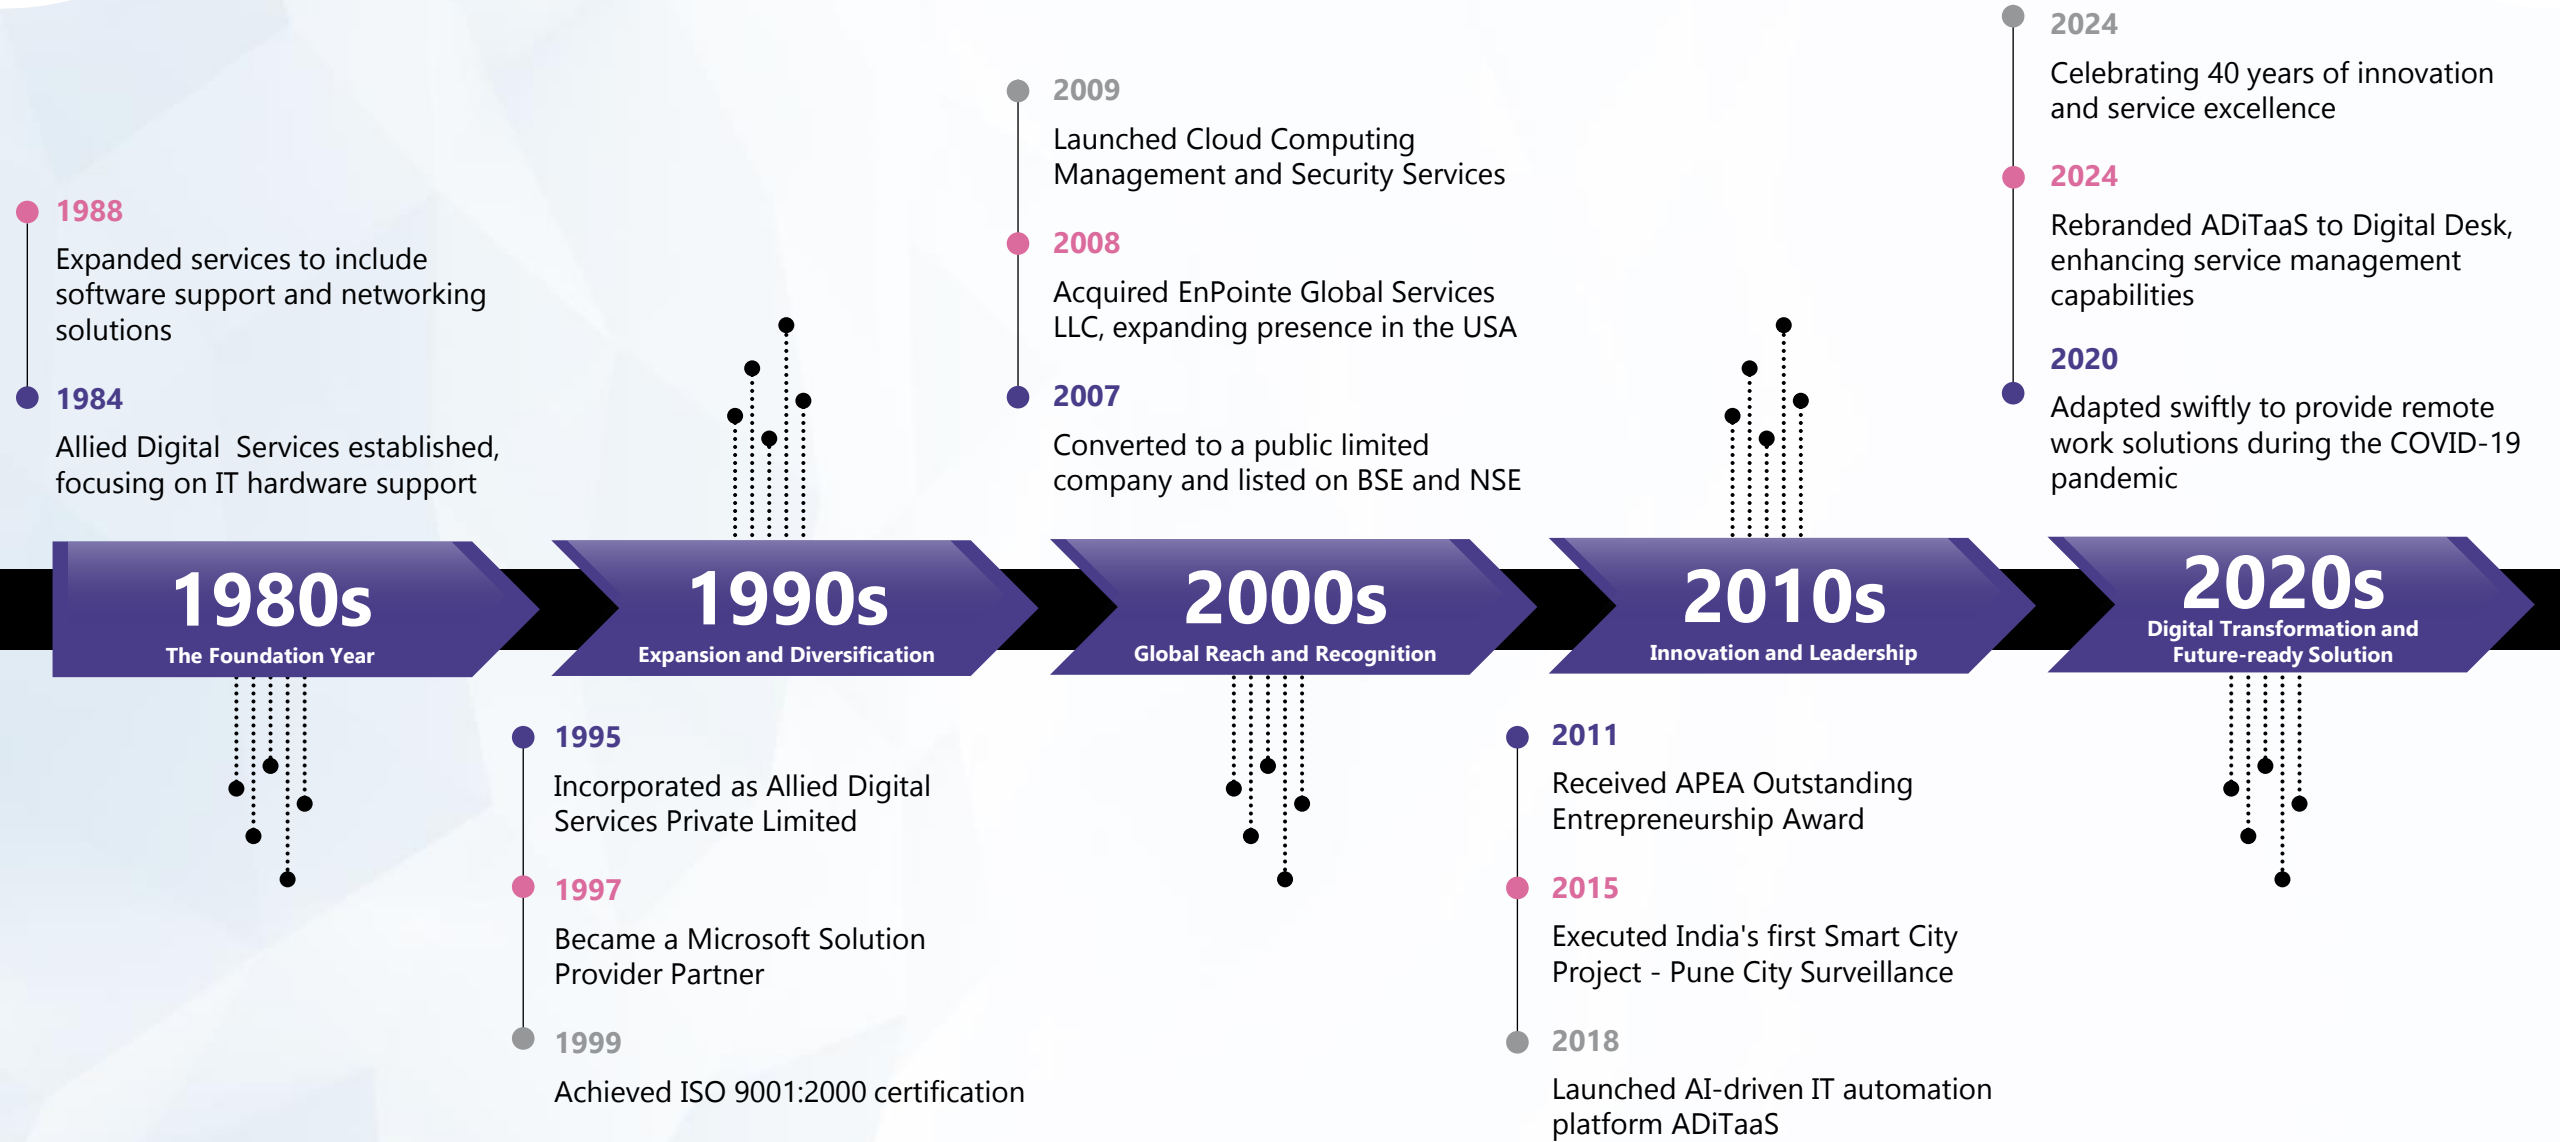 1988
Expanded services to include
software support and networking
solutions
1984
Allied Digital  Services established,
focusing on IT hardware support
1980s
The Foundation Year
1990s
Expansion and Diversification
1995
Incorporated as Allied Digital
Services Private Limited
1997
Became a Microsoft Solution
Provider Partner
1999
Achieved ISO 9001:2000 certification
2009
Launched Cloud Computing
Management and Security Services
2008
Acquired EnPointe Global Services
LLC, expanding presence in the USA
2007
Converted to a public limited
company and listed on BSE and NSE
2000s
Global Reach and Recognition
2010s
Innovation and Leadership
2011
Received APEA Outstanding
Entrepreneurship Award
2015
Executed India's first Smart City
Project - Pune City Surveillance
2018
Launched AI-driven IT automation
platform ADiTaaS
2024
Celebrating 40 years of innovation
and service excellence
2024
Rebranded ADiTaaS to Digital Desk,
enhancing service management
capabilities
2020
Adapted swiftly to provide remote
work solutions during the COVID-19
pandemic
2020s
Digital Transformation and
Future-ready Solution